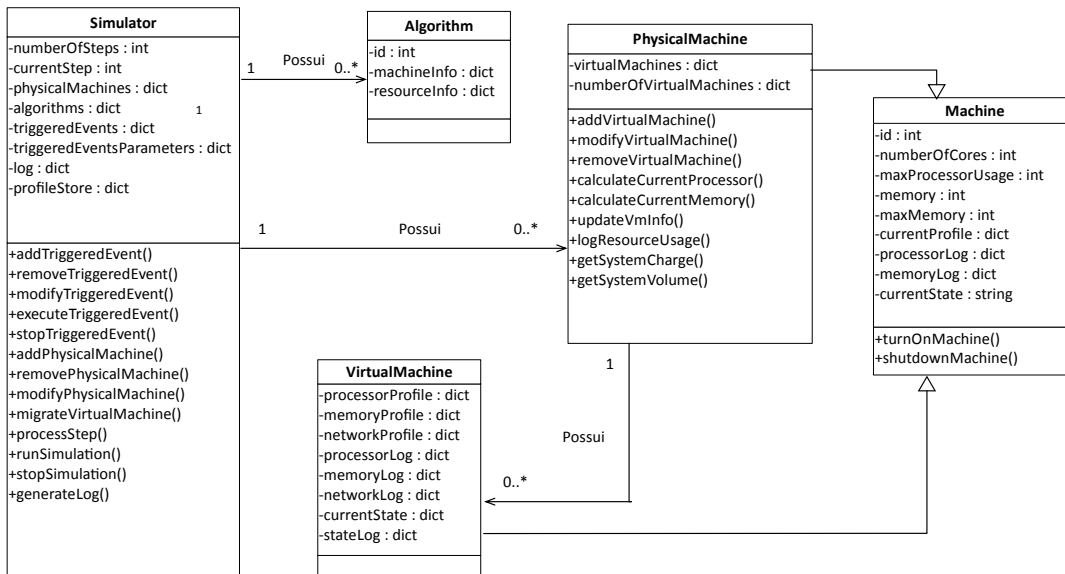 Simulator
-numberOfSteps : int
-currentStep : int
-physicalMachines : dict
-algorithms : dict
-triggeredEvents : dict
-triggeredEventsParameters : dict
-log : dict
-profileStore : dict
+addTriggeredEvent()
+removeTriggeredEvent()
+modifyTriggeredEvent()
+executeTriggeredEvent()
+stopTriggeredEvent()
+addPhysicalMachine()
+removePhysicalMachine()
+modifyPhysicalMachine()
+migrateVirtualMachine()
+processStep()
+runSimulation()
+stopSimulation()
+generateLog()
1
1 Possui 0..*
Algorithm
-id : int
-machineInfo : dict
-resourceInfo : dict
1 Possui 0..*
PhysicalMachine
-virtualMachines : dict
-numberOfVirtualMachines : dict
+addVirtualMachine()
+modifyVirtualMachine()
+removeVirtualMachine()
+calculateCurrentProcessor()
+calculateCurrentMemory()
+updateVmInfo()
+logResourceUsage()
+getSystemCharge()
+getSystemVolume()
1
Possui
0..*
VirtualMachine
-processorProfile : dict
-memoryProfile : dict
-networkProfile : dict
-processorLog : dict
-memoryLog : dict
-networkLog : dict
-currentState : dict
-stateLog : dict
Machine
-id : int
-numberOfCores : int
-maxProcessorUsage : int
-memory : int
-maxMemory : int
-currentProfile : dict
-processorLog : dict
-memoryLog : dict
-currentState : string
+turnOnMachine()
+shutdownMachine()